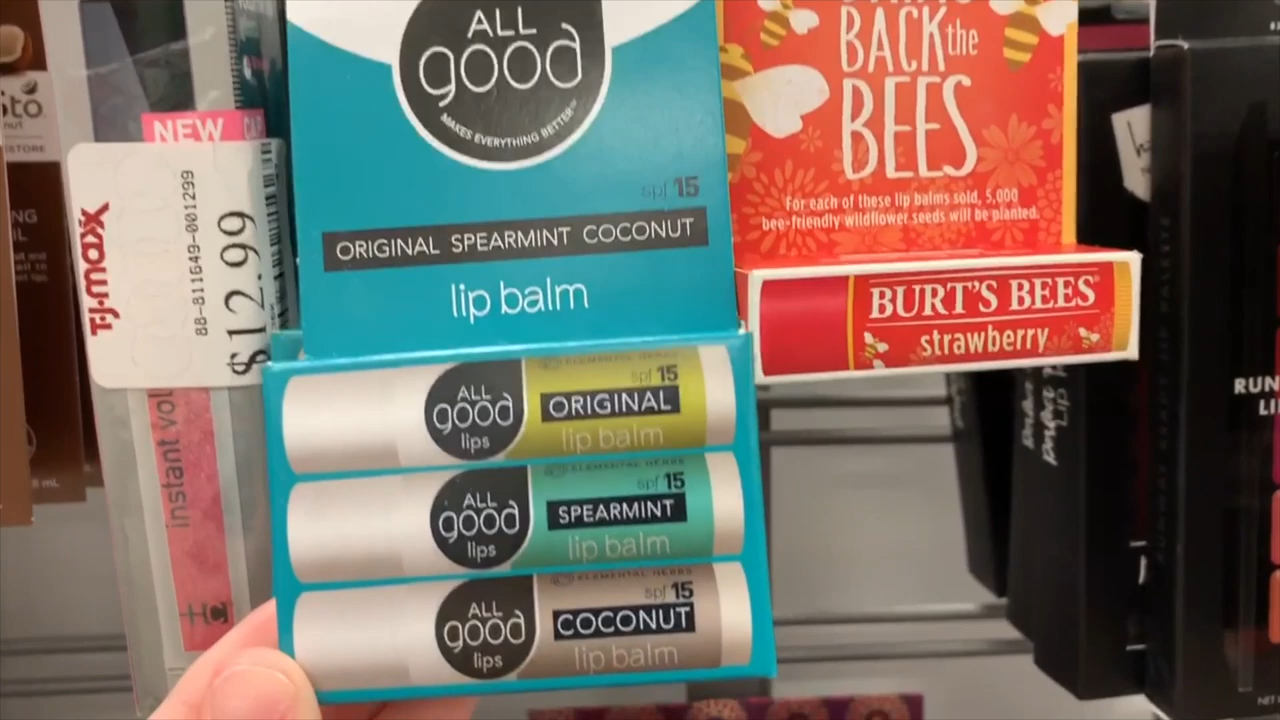 ALL
good
MAKES EVERYTHING BETTER™
spf 15
ORIGINAL SPEARMINT COCONUT
lip balm
ELEMENTAL HERBS
spf 15
ALL
good
lips
ORIGINAL
lip balm
ELEMENTAL HERBS
spf 15
ALL
good
lips
SPEARMINT
lip balm
ELEMENTAL HERBS
spf 15
ALL
good
lips
COCONUT
lip balm
BACK the
BEES
For each of these lip balms sold, 5,000
bee-friendly wildflower seeds will be planted.
BURT'S BEES®
strawberry
NEW
T·J·maxx
88-811649-001299
$12.99
instant vol
RUN
LI